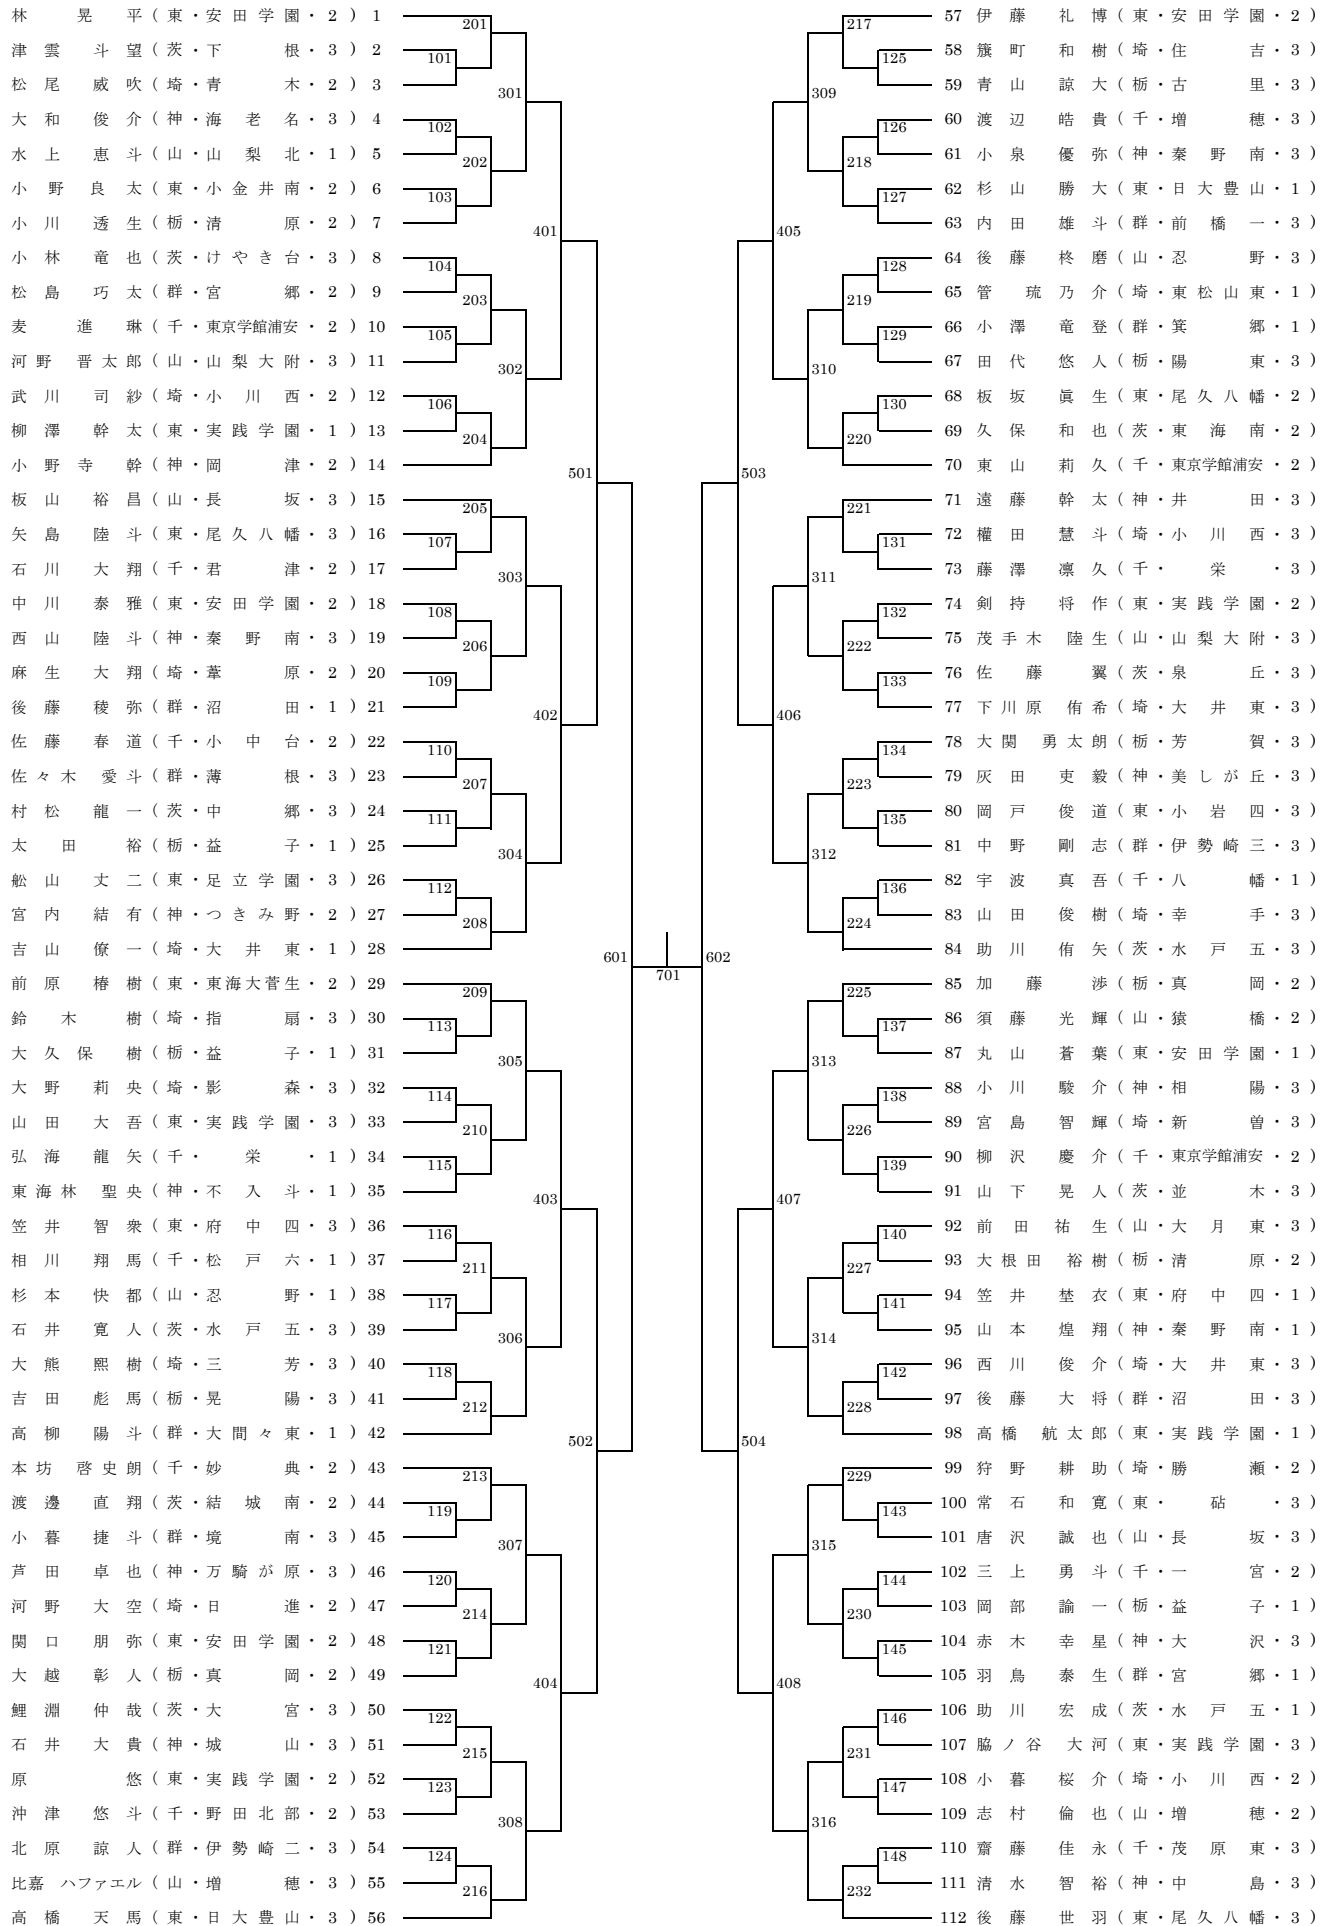 林晃平(東・安田学園・2) 1
津雲斗望(茨・下根・3) 2
松尾威吹(埼・青木・2) 3
大和俊介(神・海老名・3) 4
水上恵斗(山・山梨北・1) 5
小野良太(東・小金井南・2) 6
小川透生(栃・清原・2) 7
小林竜也(茨・けやき台・3) 8
松島巧太(群・宮郷・2) 9
麦進琳(千・東京学館浦安・2) 10
河野晋太郎(山・山梨大附・3) 11
武川司紗(埼・小川西・2) 12
柳澤幹太(東・実践学園・1) 13
小野寺幹(神・岡津・2) 14
板山裕昌(山・長坂・3) 15
矢島陸斗(東・尾久八幡・3) 16
石川大翔(千・君津・2) 17
中川泰雅(東・安田学園・2) 18
西山陸斗(神・秦野南・3) 19
麻生大翔(埼・葦原・2) 20
後藤稜弥(群・沼田・1) 21
佐藤春道(千・小中台・2) 22
佐々木愛斗(群・薄根・3) 23
村松龍一(茨・中郷・3) 24
太田裕(栃・益子・1) 25
舩山丈二(東・足立学園・3) 26
宮内結有(神・つきみ野・2) 27
吉山僚一(埼・大井東・1) 28
前原椿樹(東・東海大菅生・2) 29
鈴木樹(埼・指扇・3) 30
大久保樹(栃・益子・1) 31
大野莉央(埼・影森・3) 32
山田大吾(東・実践学園・3) 33
弘海龍矢(千・栄・1) 34
東海林聖央(神・不入斗・1) 35
笠井智衆(東・府中四・3) 36
相川翔馬(千・松戸六・1) 37
杉本快都(山・忍野・1) 38
石井寛人(茨・水戸五・3) 39
大熊熙樹(埼・三芳・3) 40
吉田彪馬(栃・晃陽・3) 41
高柳陽斗(群・大間々東・1) 42
本坊啓史朗(千・妙典・2) 43
渡邊直翔(茨・結城南・2) 44
小暮捷斗(群・境南・3) 45
芦田卓也(神・万騎が原・3) 46
河野大空(埼・日進・2) 47
関口朋弥(東・安田学園・2) 48
大越彰人(栃・真岡・2) 49
鯉淵仲哉(茨・大宮・3) 50
石井大貴(神・城山・3) 51
原悠(東・実践学園・2) 52
沖津悠斗(千・野田北部・2) 53
北原諒人(群・伊勢崎二・3) 54
比嘉ハファエル(山・増穂・3) 55
高橋天馬(東・日大豊山・3) 56
201
101
301
102
202
103
401
104
203
105
302
106
204
501
205
107
303
108
206
109
402
110
207
111
304
112
208
601
209
113
305
114
210
115
403
116
211
117
306
118
212
502
213
119
307
120
214
121
404
122
215
123
308
124
216
701
602
217
125
309
126
218
127
405
128
219
129
310
130
220
503
221
131
311
132
222
133
406
134
223
135
312
136
224
225
137
313
138
226
139
407
140
227
141
314
142
228
504
229
143
315
144
230
145
408
146
231
147
316
148
232
57 伊藤礼博(東・安田学園・2)
58 籏町和樹(埼・住吉・3)
59 青山諒大(栃・古里・3)
60 渡辺皓貴(千・増穂・3)
61 小泉優弥(神・秦野南・3)
62 杉山勝大(東・日大豊山・1)
63 内田雄斗(群・前橋一・3)
64 後藤柊磨(山・忍野・3)
65 管琉乃介(埼・東松山東・1)
66 小澤竜登(群・箕郷・1)
67 田代悠人(栃・陽東・3)
68 板坂眞生(東・尾久八幡・2)
69 久保和也(茨・東海南・2)
70 東山莉久(千・東京学館浦安・2)
71 遠藤幹太(神・井田・3)
72 權田慧斗(埼・小川西・3)
73 藤澤凛久(千・栄・3)
74 剣持将作(東・実践学園・2)
75 茂手木陸生(山・山梨大附・3)
76 佐藤翼(茨・泉丘・3)
77 下川原侑希(埼・大井東・3)
78 大関勇太朗(栃・芳賀・3)
79 灰田吏毅(神・美しが丘・3)
80 岡戸俊道(東・小岩四・3)
81 中野剛志(群・伊勢崎三・3)
82 宇波真吾(千・八幡・1)
83 山田俊樹(埼・幸手・3)
84 助川侑矢(茨・水戸五・3)
85 加藤渉(栃・真岡・2)
86 須藤光輝(山・猿橋・2)
87 丸山蒼葉(東・安田学園・1)
88 小川駿介(神・相陽・3)
89 宮島智輝(埼・新曽・3)
90 柳沢慶介(千・東京学館浦安・2)
91 山下晃人(茨・並木・3)
92 前田祐生(山・大月東・3)
93 大根田裕樹(栃・清原・2)
94 笠井埜衣(東・府中四・1)
95 山本煌翔(神・秦野南・1)
96 西川俊介(埼・大井東・3)
97 後藤大将(群・沼田・3)
98 高橋航太郎(東・実践学園・1)
99 狩野耕助(埼・勝瀬・2)
100 常石和寛(東・砧・3)
101 唐沢誠也(山・長坂・3)
102 三上勇斗(千・一宮・2)
103 岡部諭一(栃・益子・1)
104 赤木幸星(神・大沢・3)
105 羽鳥泰生(群・宮郷・1)
106 助川宏成(茨・水戸五・1)
107 脇ノ谷大河(東・実践学園・3)
108 小暮桜介(埼・小川西・2)
109 志村倫也(山・増穂・2)
110 齋藤佳永(千・茂原東・3)
111 清水智裕(神・中島・3)
112 後藤世羽(東・尾久八幡・3)